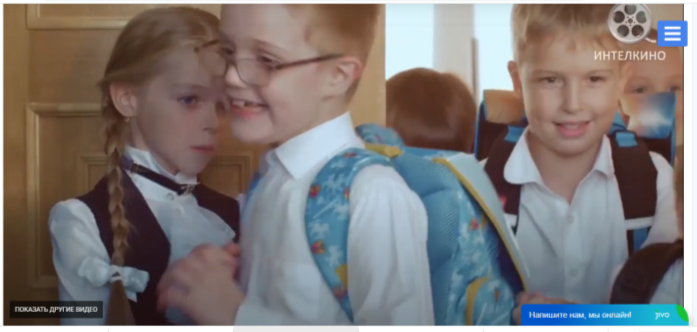 ИНТЕЛКИНО
ПОКАЗАТЬ ДРУГИЕ ВИДЕО
Напишите нам, мы онлайн! jivo